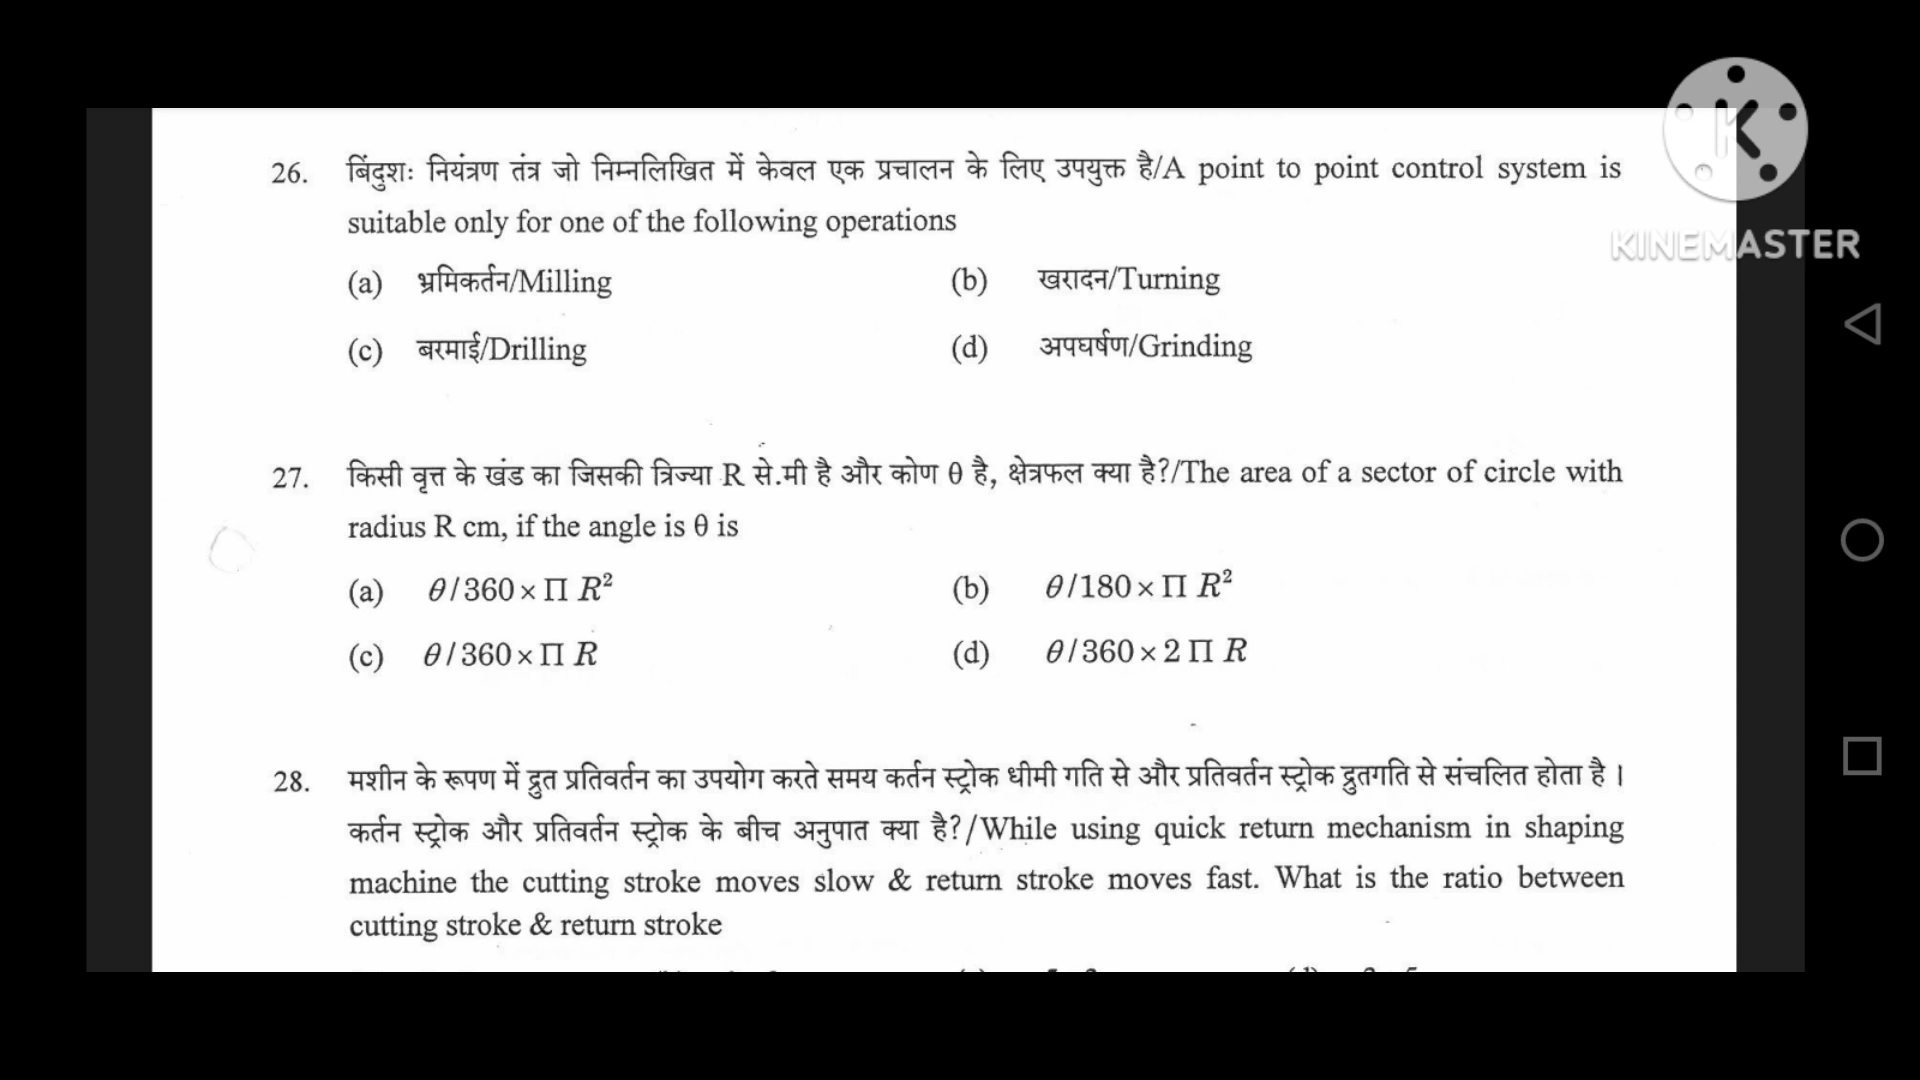 26. बिंदुशः नियंत्रण तंत्र जो निम्नलिखित में केवल एक प्रचालन के लिए उपयुक्त है/A point to point control system is
suitable only for one of the following operations
(a) भ्रमिकर्तन/Milling (b) खरादन/Turning
(c) बरमाई/Drilling (d) अपघर्षण/Grinding
27. किसी वृत्त के खंड का जिसकी त्रिज्या R से.मी है और कोण θ है, क्षेत्रफल क्या है?/The area of a sector of circle with
radius R cm, if the angle is θ is
(a) θ/360×Π R² (b) θ/180×Π R²
(c) θ/360×Π R (d) θ/360×2 Π R
28. मशीन के रूपण में द्रुत प्रतिवर्तन का उपयोग करते समय कर्तन स्ट्रोक धीमी गति से और प्रतिवर्तन स्ट्रोक द्रुतगति से संचलित होता है।
कर्तन स्ट्रोक और प्रतिवर्तन स्ट्रोक के बीच अनुपात क्या है?/While using quick return mechanism in shaping
machine the cutting stroke moves slow & return stroke moves fast. What is the ratio between
cutting stroke & return stroke
K
KINEMASTER